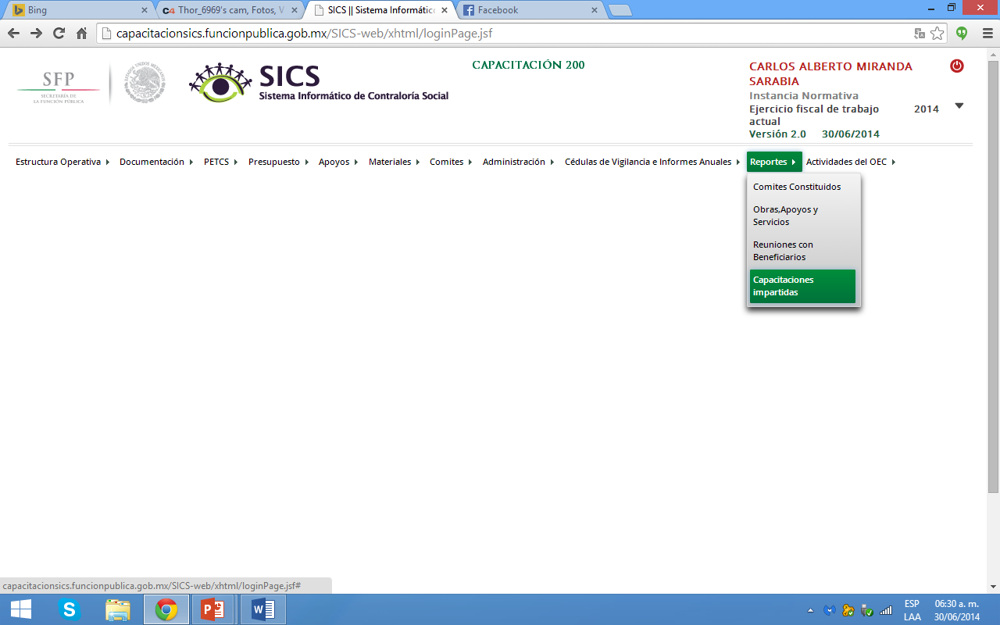 Bing
Thor_6969's cam, Fotos, V
SICS || Sistema Informátic
Facebook
capacitacionsics.funcionpublica.gob.mx/SICS-web/xhtml/loginPage.jsf
SFP
SECRETARÍA DE
LA FUNCIÓN PÚBLICA
ESTADOS UNIDOS MEXICANOS
SICS
Sistema Informático de Contraloría Social
CAPACITACIÓN 200
CARLOS ALBERTO MIRANDA
SARABIA
Instancia Normativa
Ejercicio fiscal de trabajo 2014
actual
Versión 2.0 30/06/2014
Estructura Operativa Documentación PETCS Presupuesto Apoyos Materiales Comites Administración Cédulas de Vigilancia e Informes Anuales Reportes Actividades del OEC
Comites Constituidos
Obras,Apoyos y
Servicios
Reuniones con
Beneficiarios
Capacitaciones
impartidas
capacitacionsics.funcionpublica.gob.mx/SICS-web/xhtml/loginPage.jsf#
ESP 06:30 a. m.
LAA 30/06/2014